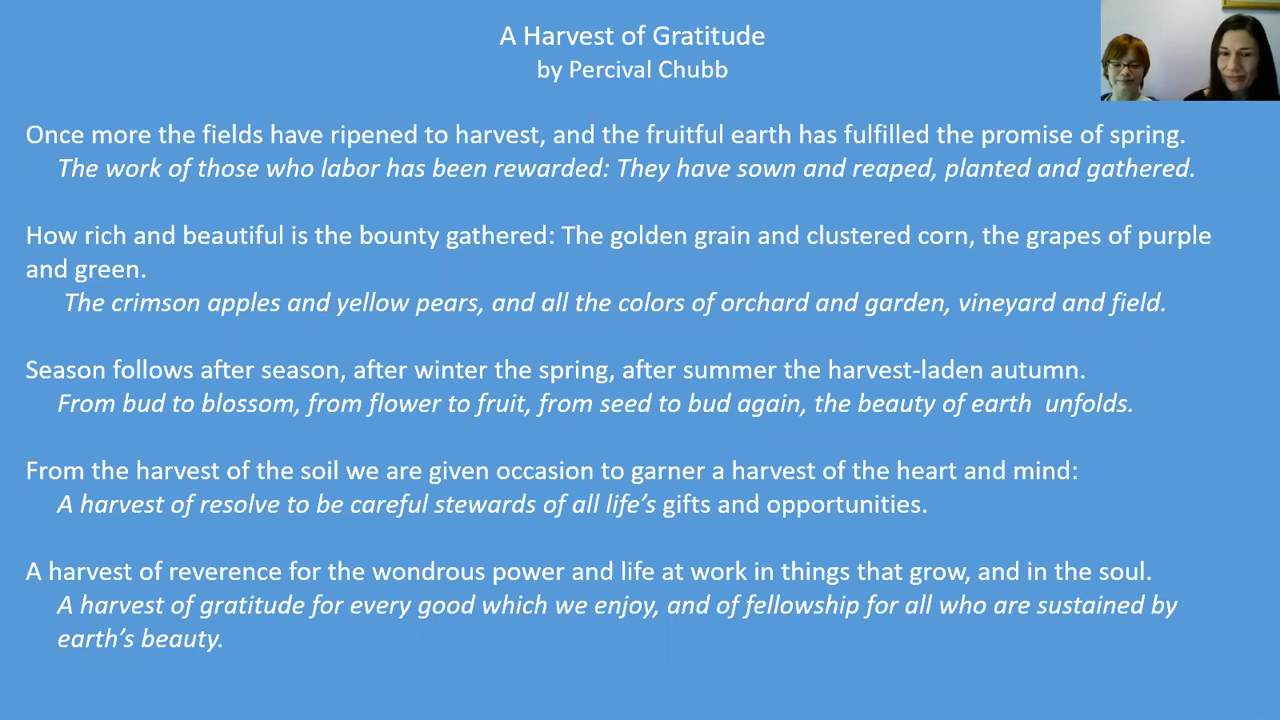 A Harvest of Gratitude
by Percival Chubb
Once more the fields have ripened to harvest, and the fruitful earth has fulfilled the promise of spring.
The work of those who labor has been rewarded: They have sown and reaped, planted and gathered.
How rich and beautiful is the bounty gathered: The golden grain and clustered corn, the grapes of purple
and green.
The crimson apples and yellow pears, and all the colors of orchard and garden, vineyard and field.
Season follows after season, after winter the spring, after summer the harvest-laden autumn.
From bud to blossom, from flower to fruit, from seed to bud again, the beauty of earth  unfolds.
From the harvest of the soil we are given occasion to garner a harvest of the heart and mind:
A harvest of resolve to be careful stewards of all life’s gifts and opportunities.
A harvest of reverence for the wondrous power and life at work in things that grow, and in the soul.
A harvest of gratitude for every good which we enjoy, and of fellowship for all who are sustained by
earth’s beauty.